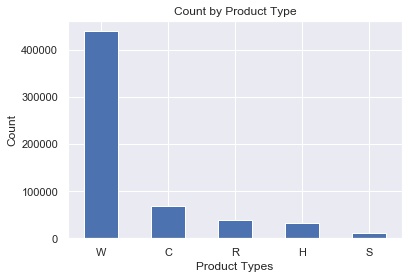 Count by Product Type
400000
300000
200000
100000
0
Count
W C R H S
Product Types